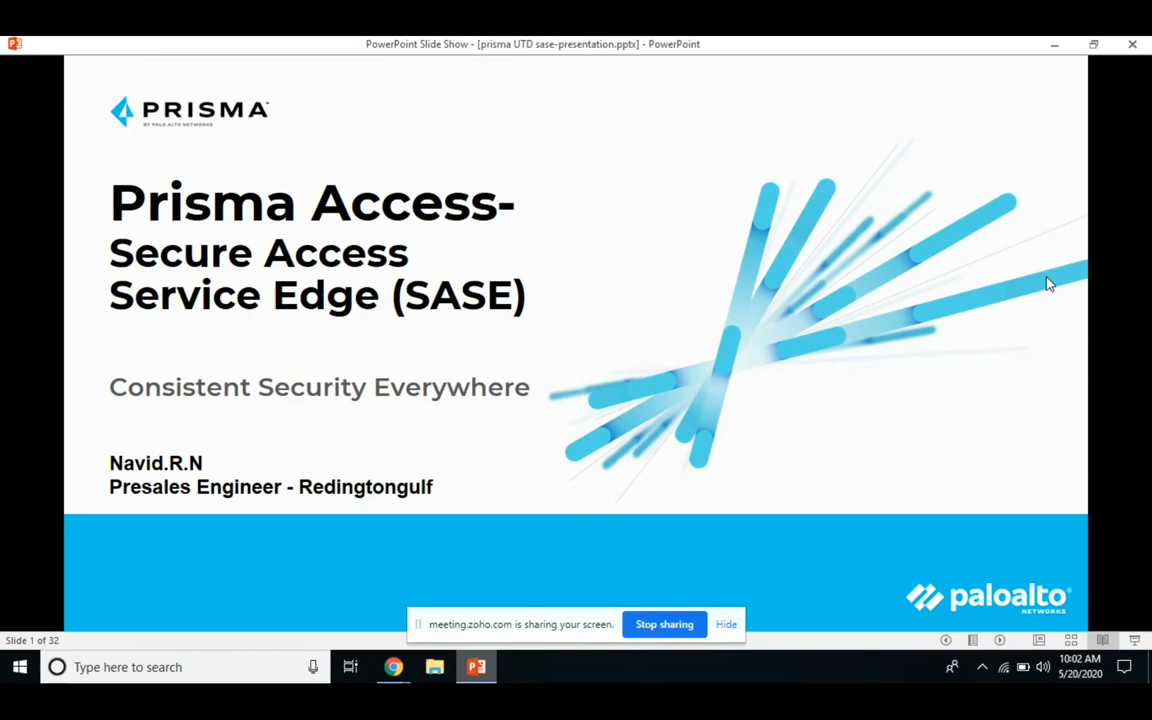 PowerPoint Slide Show - [prisma UTD sase-presentation.pptx] - PowerPoint
PRISMA™
BY PALO ALTO NETWORKS
Prisma Access-
Secure Access
Service Edge (SASE)
Consistent Security Everywhere
Navid.R.N
Presales Engineer - Redingtongulf
paloalto®
NETWORKS
meeting.zoho.com is sharing your screen.
Stop sharing
Hide
Slide 1 of 32
Type here to search
10:02 AM
5/20/2020